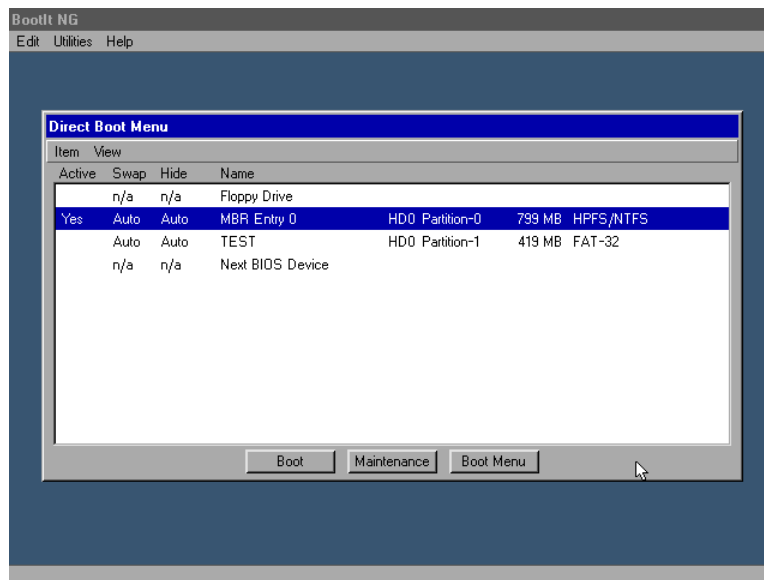 BootIt NG
Edit Utilities Help
Direct Boot Menu
Item View
Active Swap Hide Name
n/a n/a Floppy Drive
Yes Auto Auto MBR Entry 0 HD0 Partition-0 799 MB HPFS/NTFS
Auto Auto TEST HD0 Partition-1 419 MB FAT-32
n/a n/a Next BIOS Device
Boot Maintenance Boot Menu